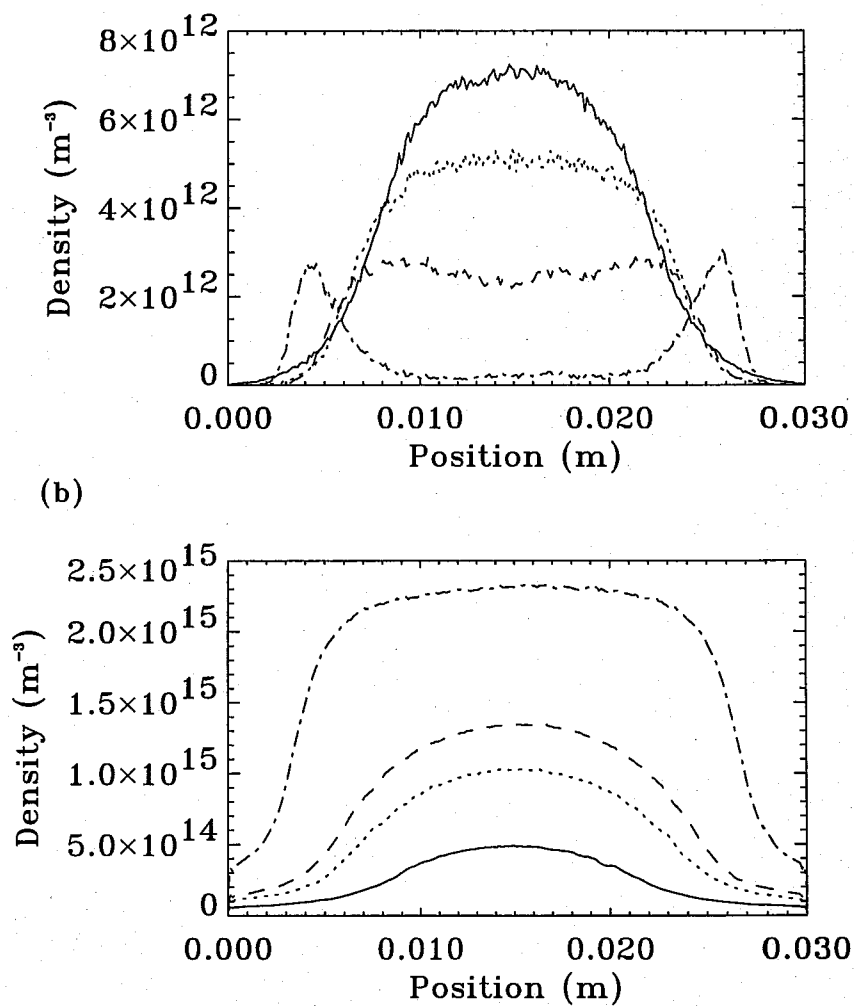 8×10¹²
6×10¹²
4×10¹²
2×10¹²
0
Density (m⁻³)
0.000 0.010 0.020 0.030
Position (m)
(b)
2.5×10¹⁵
2.0×10¹⁵
1.5×10¹⁵
1.0×10¹⁵
5.0×10¹⁴
0
Density (m⁻³)
0.000 0.010 0.020 0.030
Position (m)